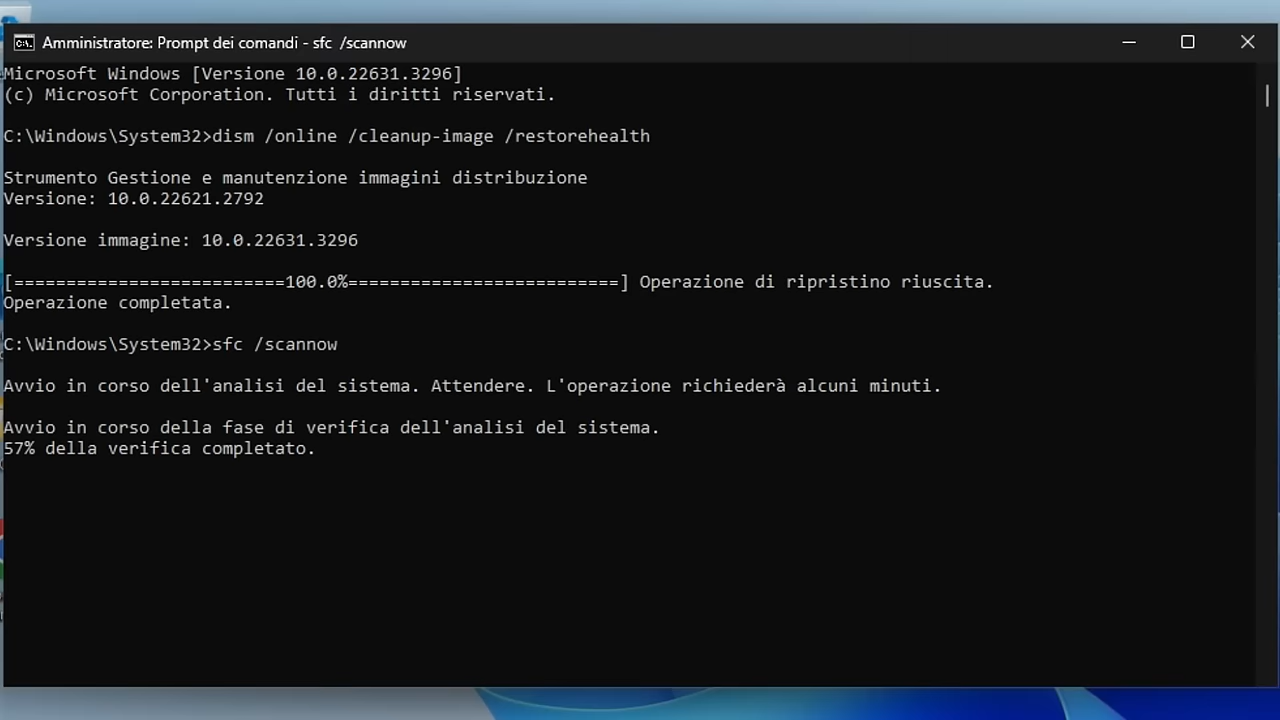 Amministratore: Prompt dei comandi - sfc  /scannow
Microsoft Windows [Versione 10.0.22631.3296]
(c) Microsoft Corporation. Tutti i diritti riservati.
C:\Windows\System32>dism /online /cleanup-image /restorehealth
Strumento Gestione e manutenzione immagini distribuzione
Versione: 10.0.22621.2792
Versione immagine: 10.0.22631.3296
[==========================100.0%==========================] Operazione di ripristino riuscita.
Operazione completata.
C:\Windows\System32>sfc /scannow
Avvio in corso dell'analisi del sistema. Attendere. L'operazione richiederà alcuni minuti.
Avvio in corso della fase di verifica dell'analisi del sistema.
57% della verifica completato.